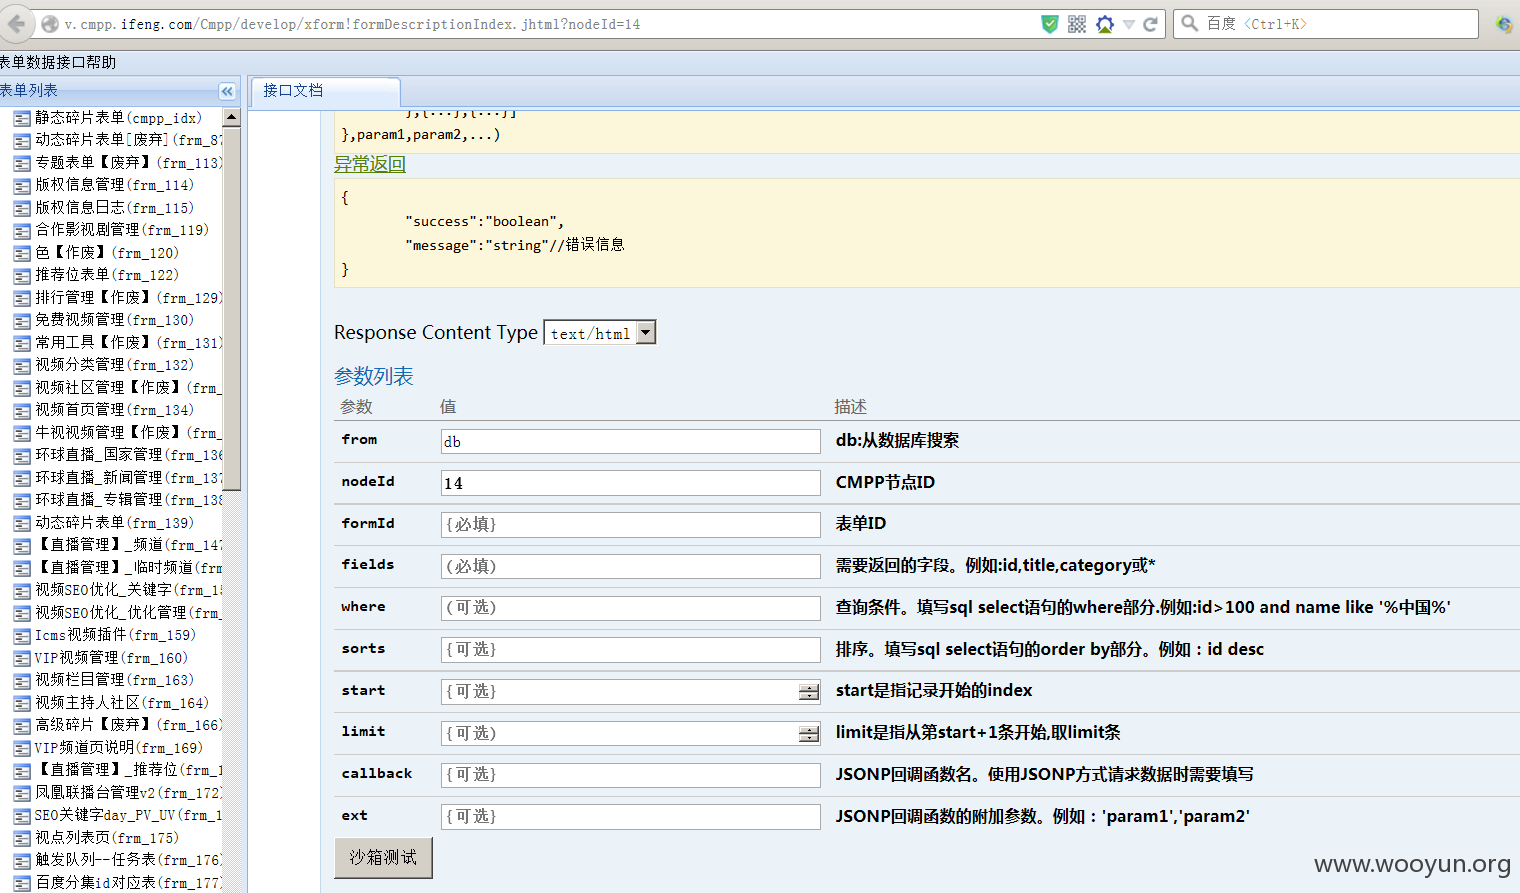 v.cmpp.ifeng.com/Cmpp/develop/xform!formDescriptionIndex.jhtml?nodeId=14
百度 <Ctrl+K>
表单数据接口帮助
表单列表
接口文档
静态碎片表单(cmpp_idx)
动态碎片表单[废弃](frm_87
专题表单【废弃】(frm_113)
版权信息管理(frm_114)
版权信息日志(frm_115)
合作影视剧管理(frm_119)
色【作废】(frm_120)
推荐位表单(frm_122)
排行管理【作废】(frm_129)
免费视频管理(frm_130)
常用工具【作废】(frm_131)
视频分类管理(frm_132)
视频社区管理【作废】(frm_
视频首页管理(frm_134)
牛视视频管理【作废】(frm_
环球直播_国家管理(frm_136
环球直播_新闻管理(frm_137
环球直播_专辑管理(frm_138
动态碎片表单(frm_139)
【直播管理】_频道(frm_147
【直播管理】_临时频道(frm
视频SEO优化_关键字(frm_15
视频SEO优化_优化管理(frm_
Icms视频插件(frm_159)
VIP视频管理(frm_160)
视频栏目管理(frm_163)
视频主持人社区(frm_164)
高级碎片【废弃】(frm_166)
VIP频道页说明(frm_169)
【直播管理】_推荐位(frm_1
凤凰联播台管理v2(frm_172)
SEO关键字day_PV_UV(frm_1
视点列表页(frm_175)
触发队列--任务表(frm_176)
百度分集id对应表(frm_177)
},{...},{...}]
},param1,param2,...)
异常返回
{
"success":"boolean",
"message":"string"//错误信息
}
Response Content Type text/html
参数列表
参数 值 描述
from db db:从数据库搜索
nodeId 14 CMPP节点ID
formId {必填} 表单ID
fields (必填) 需要返回的字段。例如:id,title,category或*
where (可选) 查询条件。填写sql select语句的where部分.例如:id>100 and name like '%中国%'
sorts {可选} 排序。填写sql select语句的order by部分。例如：id desc
start {可选} start是指记录开始的index
limit {可选) limit是指从第start+1条开始,取limit条
callback {可选} JSONP回调函数名。使用JSONP方式请求数据时需要填写
ext {可选} JSONP回调函数的附加参数。例如：'param1','param2'
沙箱测试
www.wooyun.org